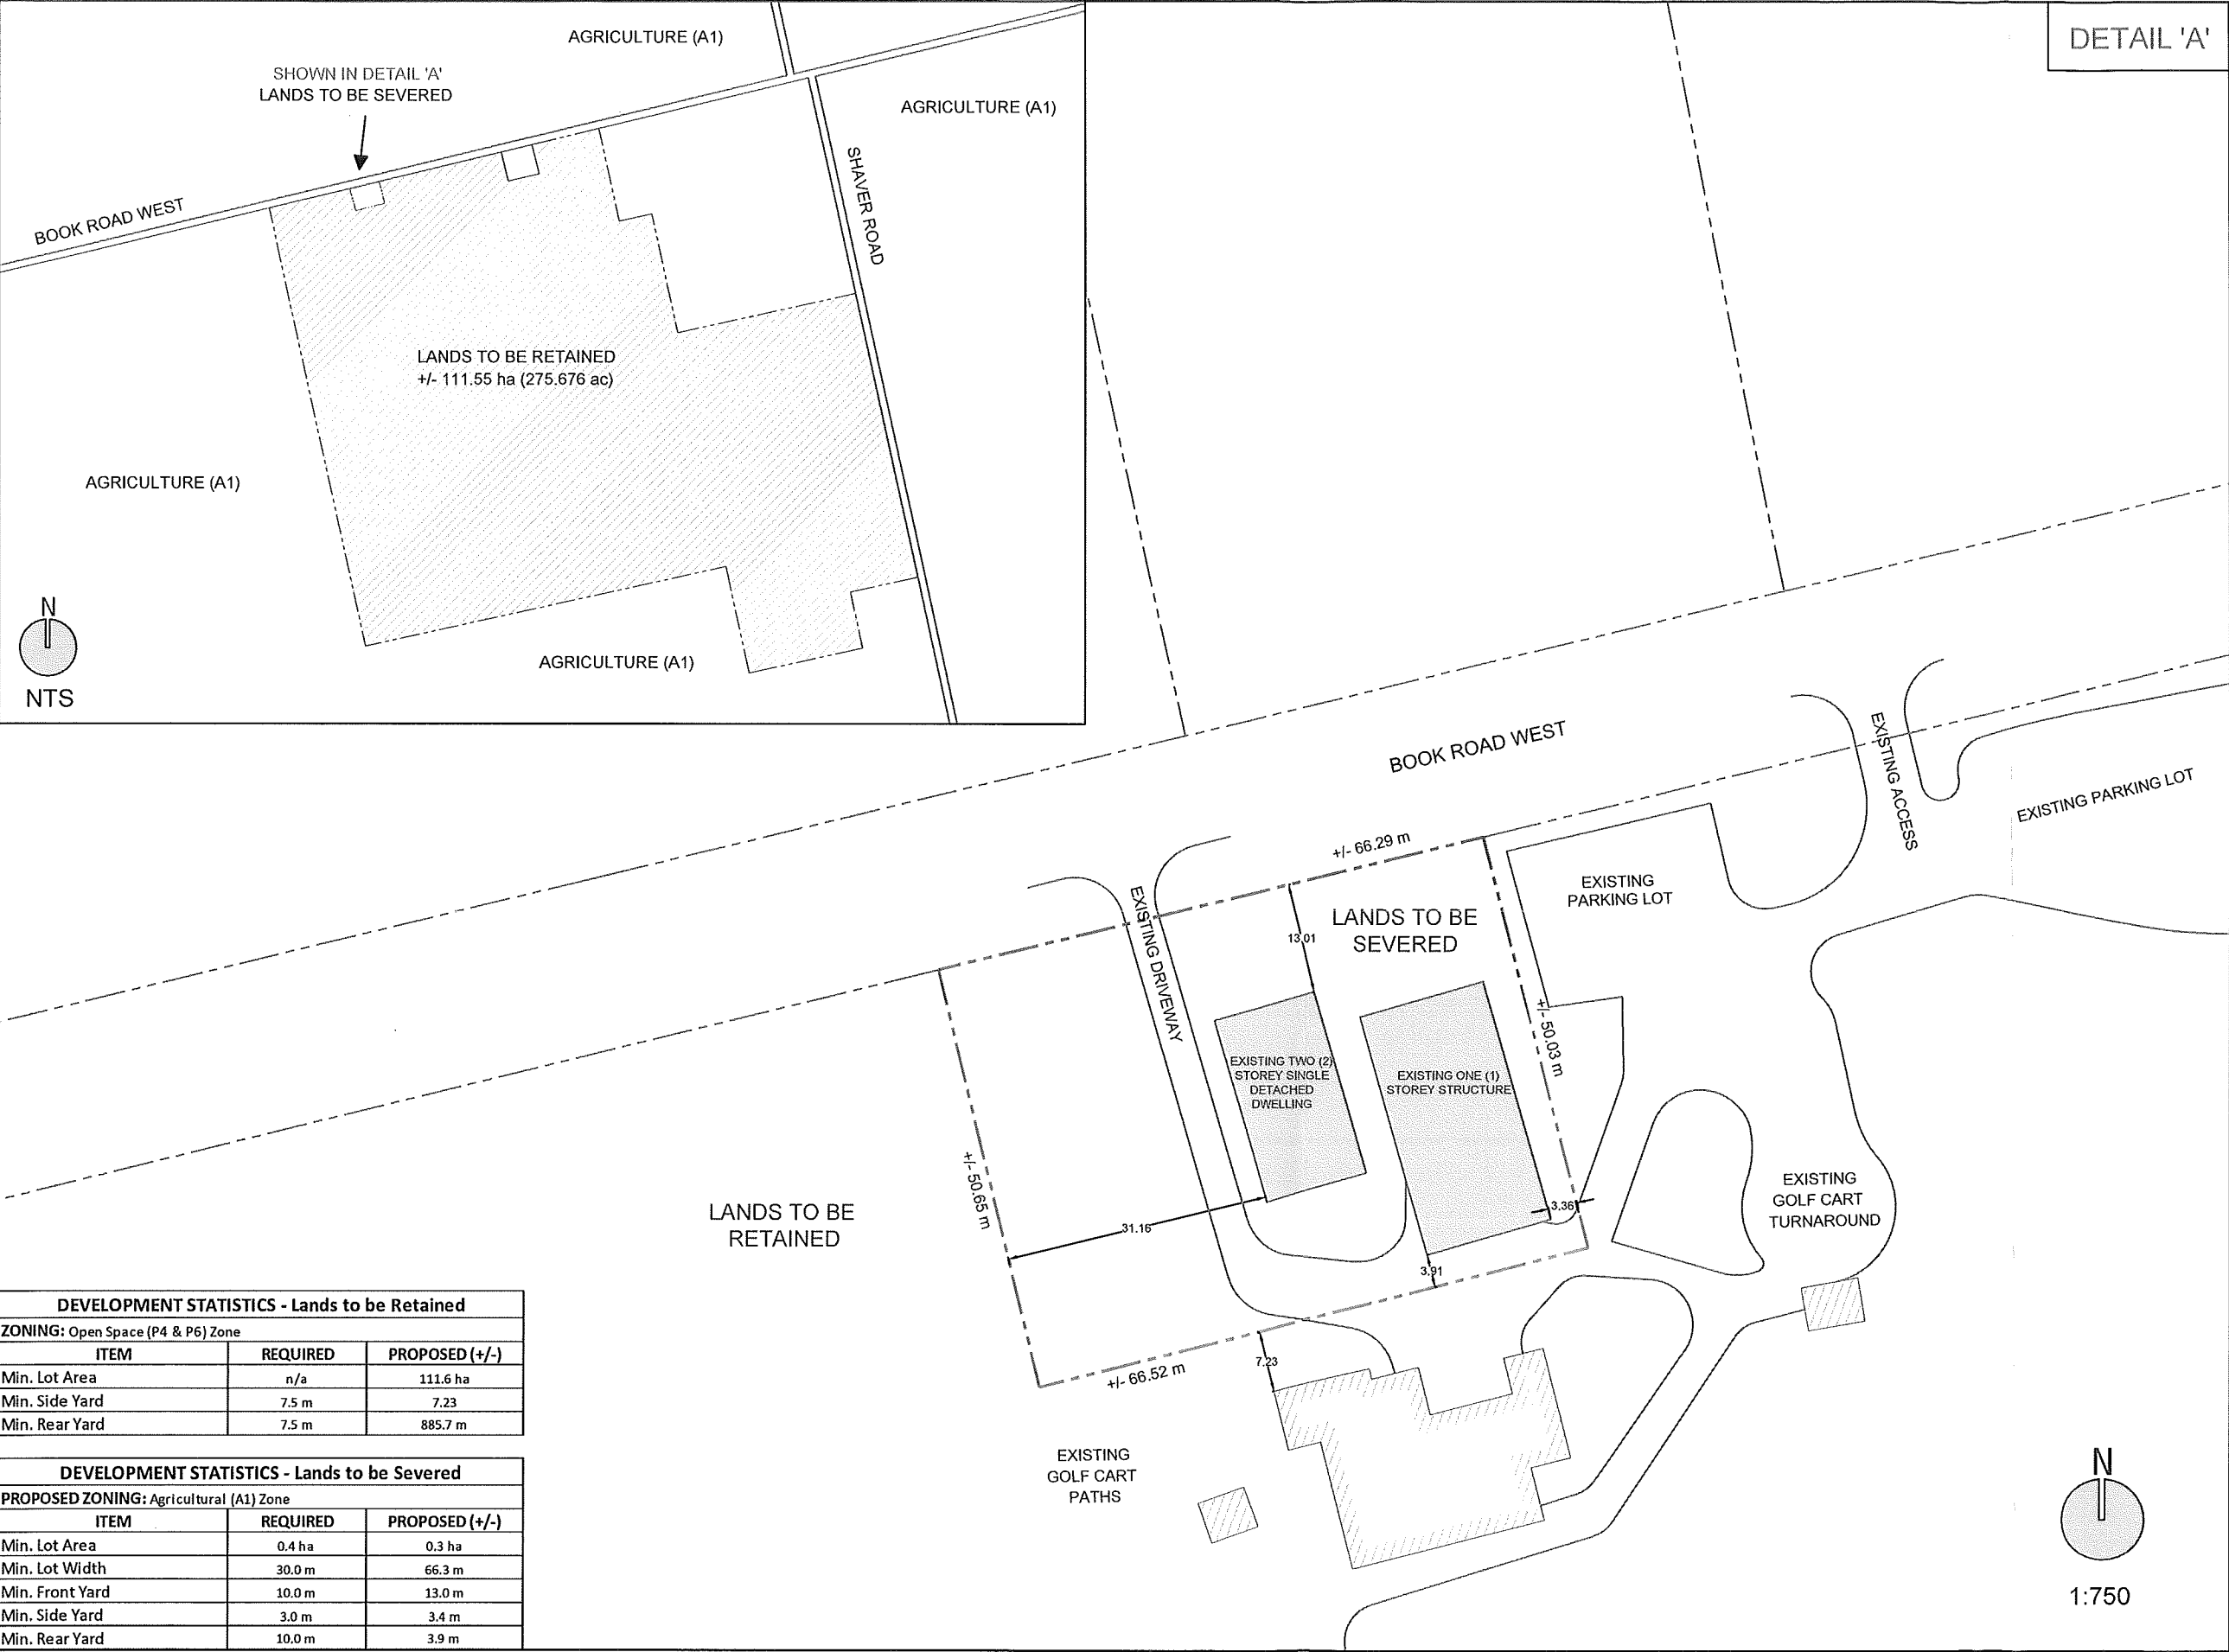 DETAIL 'A'
AGRICULTURE (A1)
SHOWN IN DETAIL 'A'
LANDS TO BE SEVERED
AGRICULTURE (A1)
SHAVER ROAD
BOOK ROAD WEST
LANDS TO BE RETAINED
+/- 111.55 ha (275.676 ac)
AGRICULTURE (A1)
AGRICULTURE (A1)
N
NTS
BOOK ROAD WEST
EXISTING ACCESS
EXISTING PARKING LOT
+/- 66.29 m
EXISTING
PARKING LOT
EXISTING DRIVEWAY
LANDS TO BE
SEVERED
13.01
+/- 50.03 m
EXISTING TWO (2)
STOREY SINGLE
DETACHED
DWELLING
EXISTING ONE (1)
STOREY STRUCTURE
+/- 50.65 m
31.16
3.36
3.91
EXISTING
GOLF CART
TURNAROUND
LANDS TO BE
RETAINED
7.23
+/- 66.52 m
EXISTING
GOLF CART
PATHS
DEVELOPMENT STATISTICS - Lands to be Retained
ZONING: Open Space (P4 & P6) Zone
ITEM REQUIRED PROPOSED (+/-)
Min. Lot Area n/a 111.6 ha
Min. Side Yard 7.5 m 7.23
Min. Rear Yard 7.5 m 885.7 m
DEVELOPMENT STATISTICS - Lands to be Severed
PROPOSED ZONING: Agricultural (A1) Zone
ITEM REQUIRED PROPOSED (+/-)
Min. Lot Area 0.4 ha 0.3 ha
Min. Lot Width 30.0 m 66.3 m
Min. Front Yard 10.0 m 13.0 m
Min. Side Yard 3.0 m 3.4 m
Min. Rear Yard 10.0 m 3.9 m
N
1:750